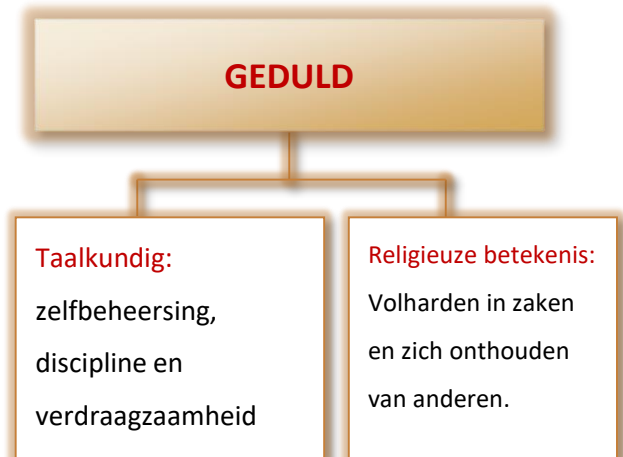 GEDULD
Taalkundig:
zelfbeheersing,
discipline en
verdraagzaamheid
Religieuze betekenis:
Volharden in zaken
en zich onthouden
van anderen.